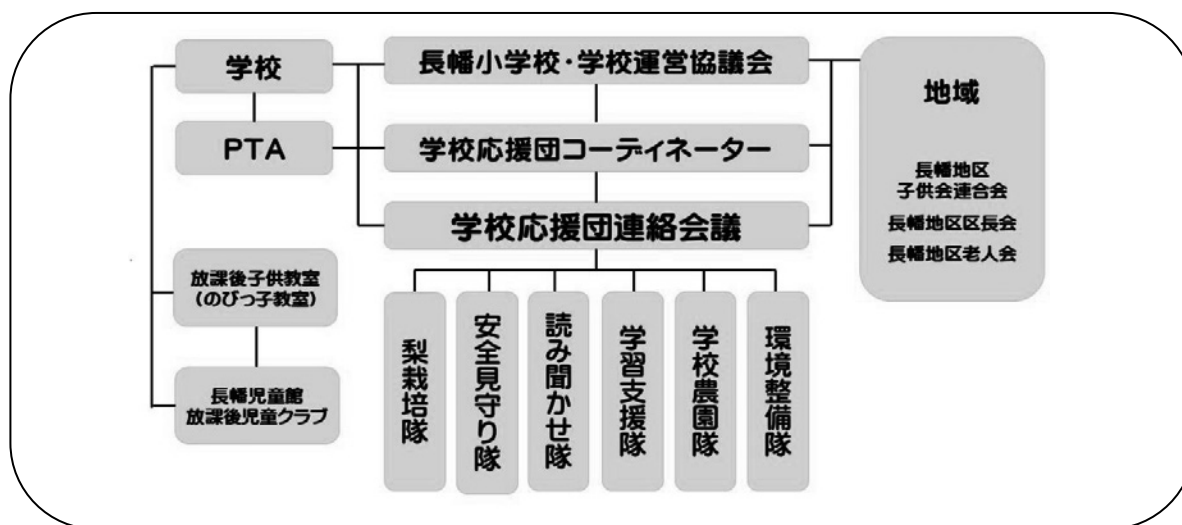 学校
PTA
放課後子供教室
(のびっ子教室)
長幡児童館
放課後児童クラブ
長幡小学校・学校運営協議会
学校応援団コーディネーター
学校応援団連絡会議
梨栽培隊
安全見守り隊
読み聞かせ隊
学習支援隊
学校農園隊
環境整備隊
地域
長幡地区
子供会連合会
長幡地区区長会
長幡地区老人会